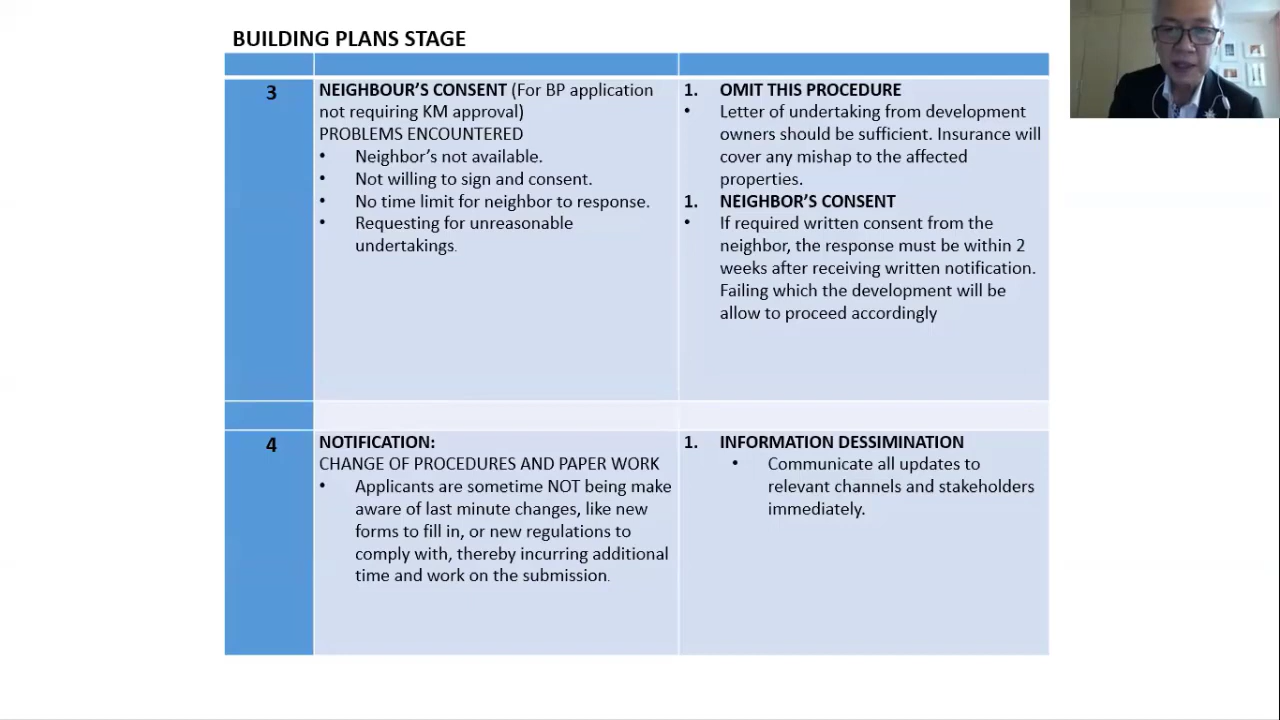 BUILDING PLANS STAGE
3
NEIGHBOUR'S CONSENT (For BP application
not requiring KM approval)
PROBLEMS ENCOUNTERED
• Neighbor's not available.
• Not willing to sign and consent.
• No time limit for neighbor to response.
• Requesting for unreasonable
undertakings.
1. OMIT THIS PROCEDURE
• Letter of undertaking from development
owners should be sufficient. Insurance will
cover any mishap to the affected
properties.
1. NEIGHBOR'S CONSENT
• If required written consent from the
neighbor, the response must be within 2
weeks after receiving written notification.
Failing which the development will be
allow to proceed accordingly
4
NOTIFICATION:
CHANGE OF PROCEDURES AND PAPER WORK
• Applicants are sometime NOT being make
aware of last minute changes, like new
forms to fill in, or new regulations to
comply with, thereby incurring additional
time and work on the submission.
1. INFORMATION DESSIMINATION
• Communicate all updates to
relevant channels and stakeholders
immediately.